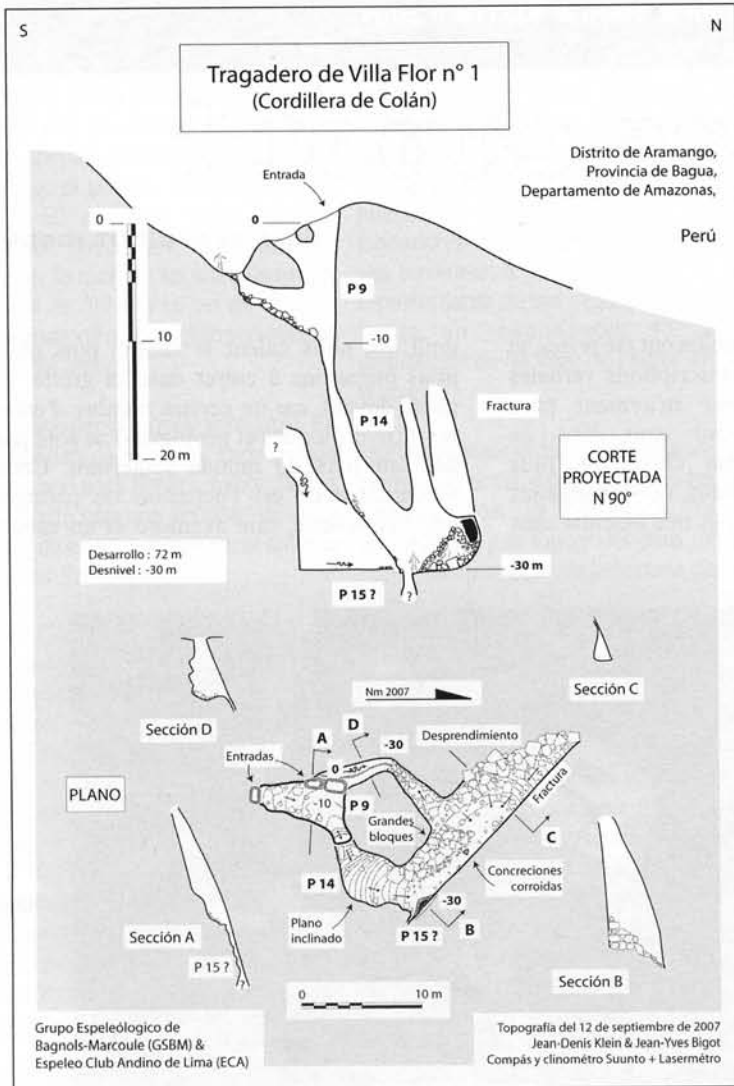 S
N
Tragadero de Villa Flor n° 1
(Cordillera de Colán)
Distrito de Aramango,
Provincia de Bagua,
Departamento de Amazonas,
Perú
Entrada
0
0
P 9
10
-10
P 14
Fractura
20 m
?
CORTE
PROYECTADA
N 90°
Desarrollo : 72 m
Desnivel : -30 m
-30 m
P 15 ?
?
Nm 2007
Sección D
Sección C
D
A
-30
Desprendimiento
Entradas
0
PLANO
-10
P 9
Fractura
Grandes
bloques
C
P 14
Concreciones
corroidas
Plano
inclinado
-30
B
P 15 ?
Sección A
P 15 ?
?
Sección B
0
10 m
Grupo Espeleólogico de
Bagnols-Marcoule (GSBM) &
Espeleo Club Andino de Lima (ECA)
Topografía del 12 de septiembre de 2007
Jean-Denis Klein & Jean-Yves Bigot
Compás y clinométro Suunto + Lasermétro